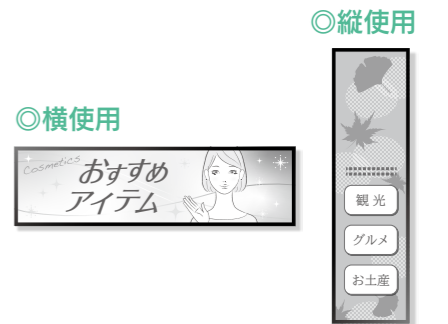 ◎縦使用
◎横使用
Cosmetics
おすすめ
アイテム
観光
グルメ
お土産